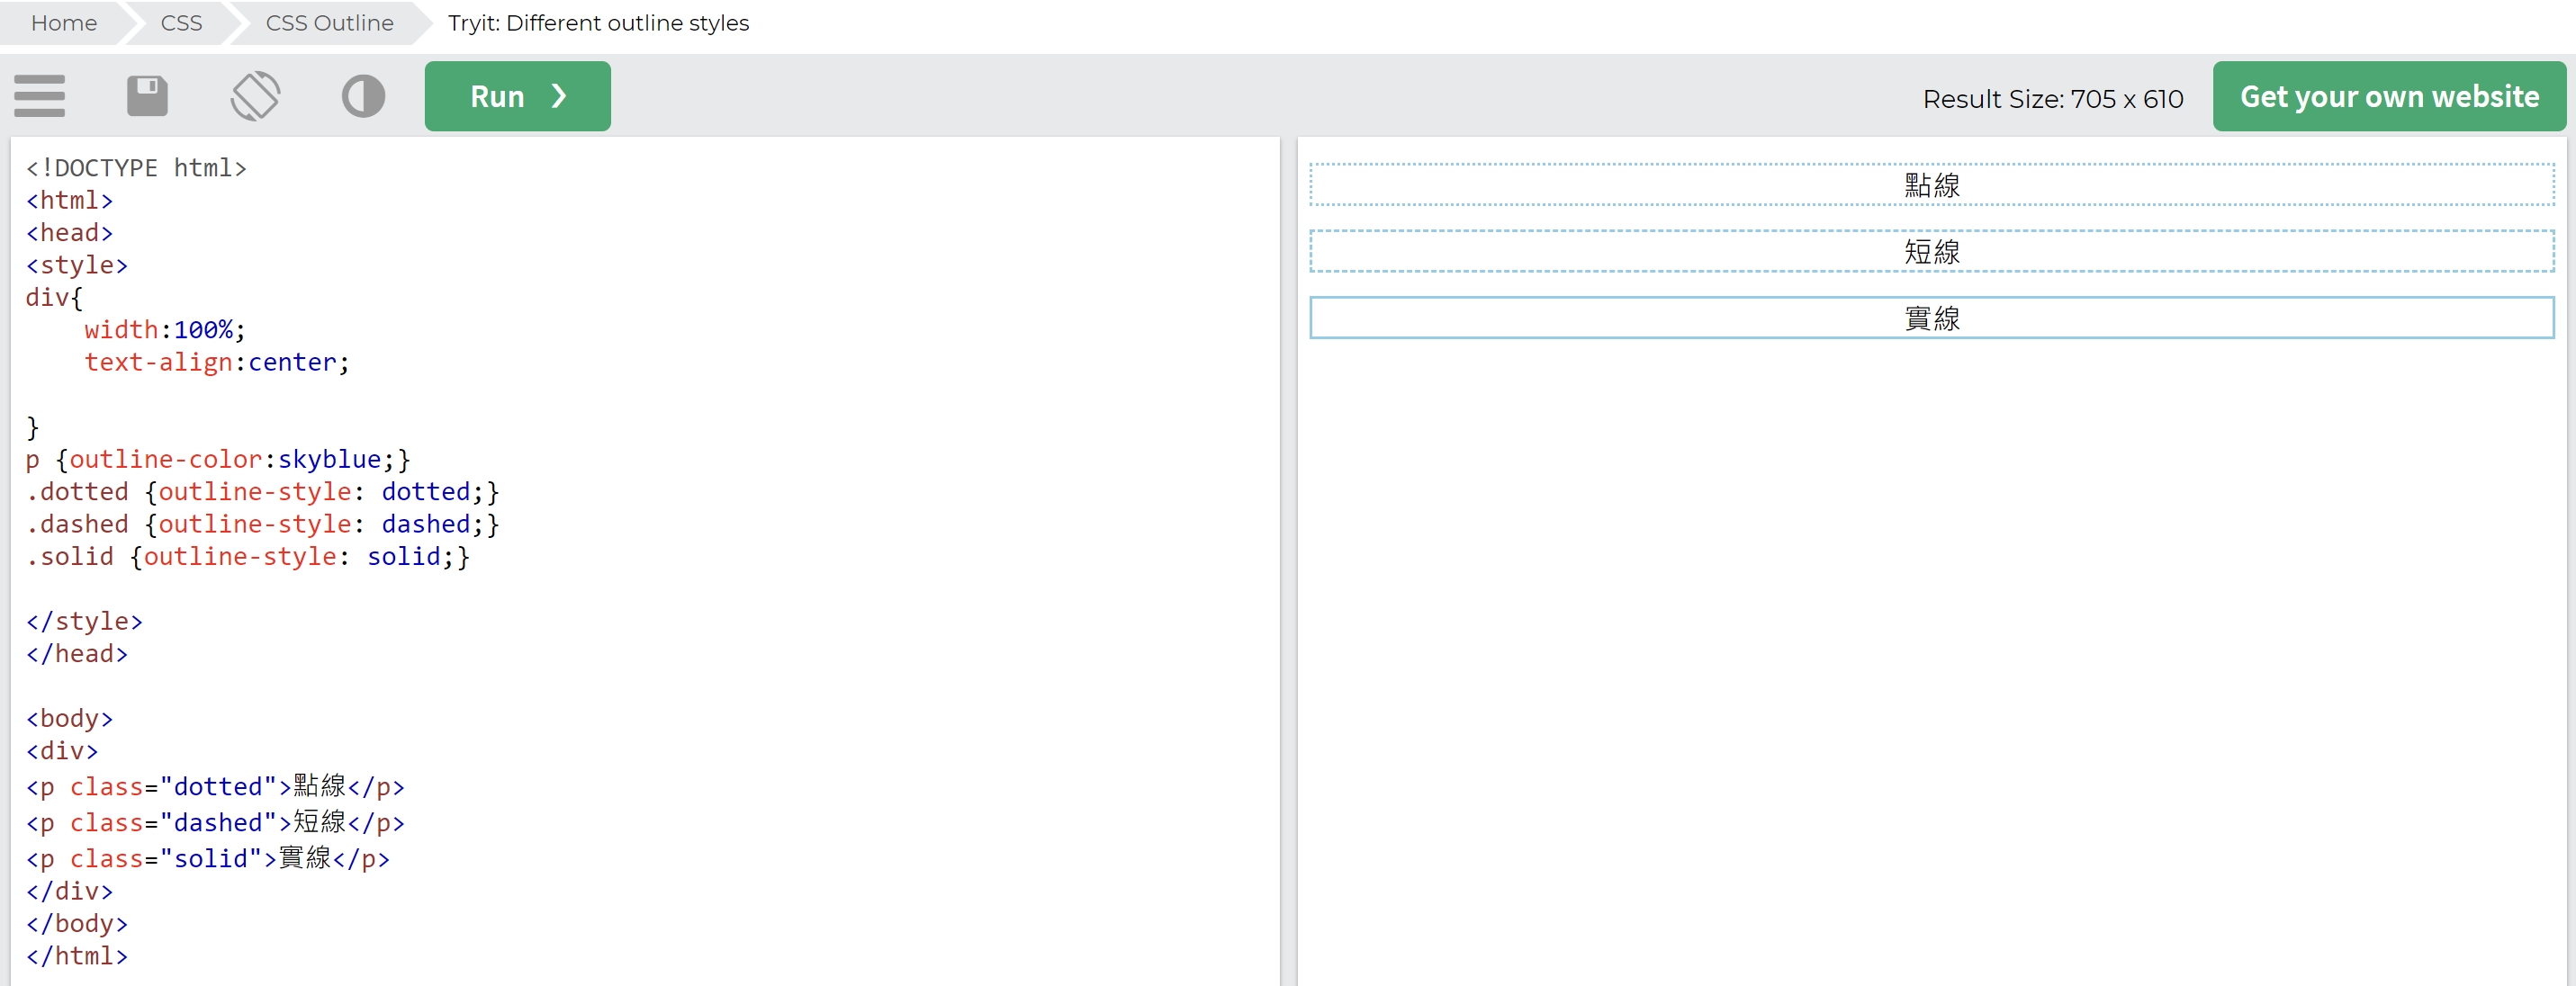 Home CSS CSS Outline Tryit: Different outline styles
Run ❯ Result Size: 705 x 610 Get your own website
<!DOCTYPE html>
<html>
<head>
<style>
div{
    width:100%;
    text-align:center;
}
p {outline-color:skyblue;}
.dotted {outline-style: dotted;}
.dashed {outline-style: dashed;}
.solid {outline-style: solid;}
</style>
</head>
<body>
<div>
<p class="dotted">點線</p>
<p class="dashed">短線</p>
<p class="solid">實線</p>
</div>
</body>
</html>
點線
短線
實線